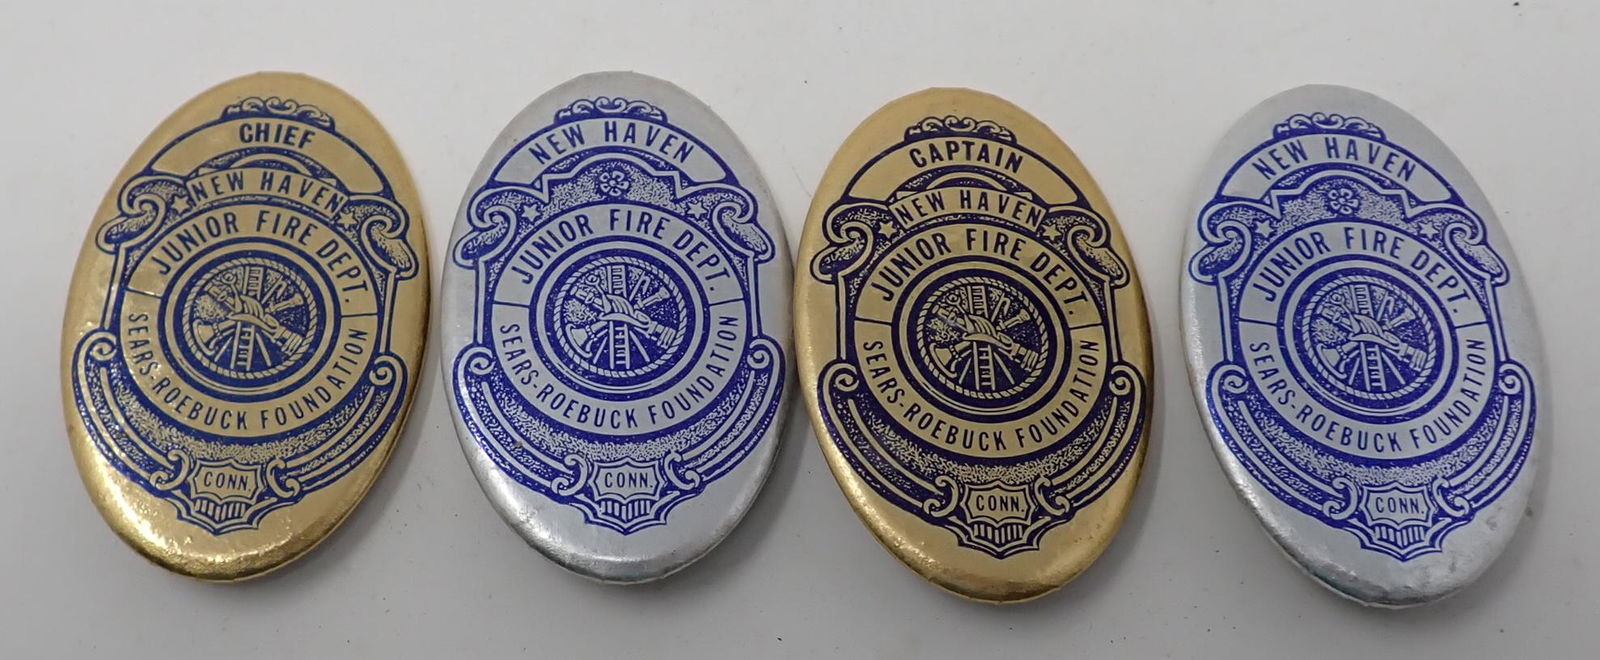 CHIEF
NEW HAVEN
JUNIOR FIRE DEPT.
SEARS-ROEBUCK FOUNDATION
CONN.
NEW HAVEN
JUNIOR FIRE DEPT.
SEARS-ROEBUCK FOUNDATION
CONN.
CAPTAIN
NEW HAVEN
JUNIOR FIRE DEPT.
SEARS-ROEBUCK FOUNDATION
CONN.
NEW HAVEN
JUNIOR FIRE DEPT.
SEARS-ROEBUCK FOUNDATION
CONN.